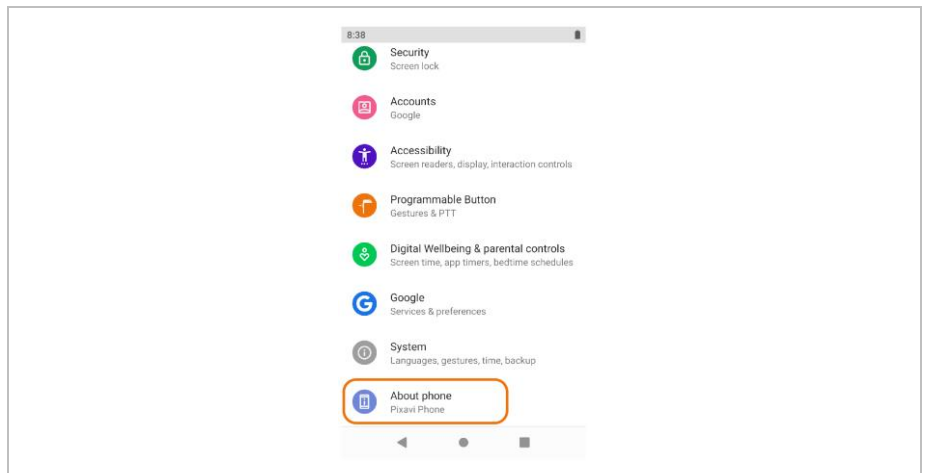 8:38
Security
Screen lock
Accounts
Google
Accessibility
Screen readers, display, interaction controls
Programmable Button
Gestures & PTT
Digital Wellbeing & parental controls
Screen time, app timers, bedtime schedules
Google
Services & preferences
System
Languages, gestures, time, backup
About phone
Pixavi Phone